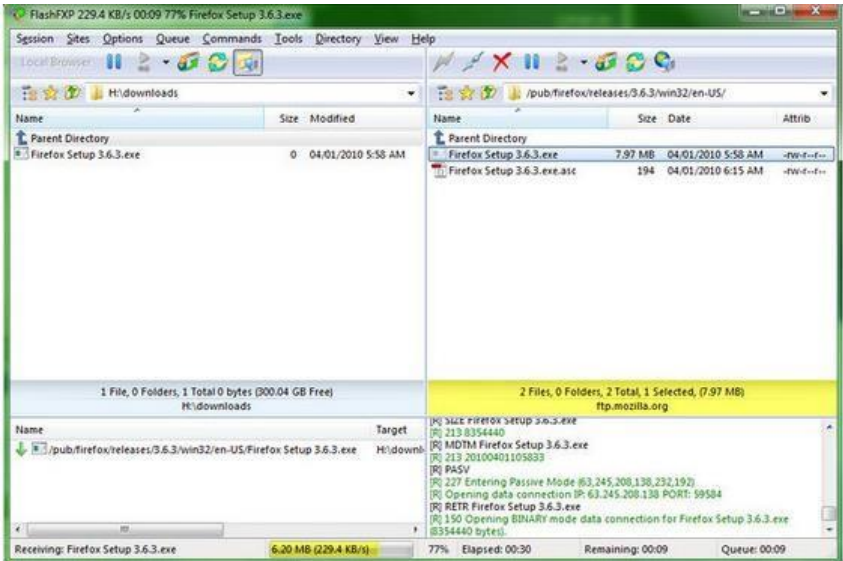 FlashFXP 229.4 KB/s 00:09 77% Firefox Setup 3.6.3.exe
Session Sites Options Queue Commands Tools Directory View Help
Local Browser
H:\downloads
Name Size Modified
Parent Directory
Firefox Setup 3.6.3.exe 0 04/01/2010 5:58 AM
1 File, 0 Folders, 1 Total 0 bytes (300.04 GB Free)
H:\downloads
/pub/firefox/releases/3.6.3/win32/en-US/
Name Size Date Attrib
Parent Directory
Firefox Setup 3.6.3.exe 7.97 MB 04/01/2010 5:58 AM -rw-r--r--
Firefox Setup 3.6.3.exe.asc 194 04/01/2010 6:15 AM -rw-r--r--
2 Files, 0 Folders, 2 Total, 1 Selected, (7.97 MB)
ftp.mozilla.org
Name Target
/pub/firefox/releases/3.6.3/win32/en-US/Firefox Setup 3.6.3.exe H:\downl
[R] SIZE Firefox Setup 3.6.3.exe
[R] 213 8354440
[R] MDTM Firefox Setup 3.6.3.exe
[R] 213 20100401105833
[R] PASV
[R] 227 Entering Passive Mode (63,245,208,138,232,192)
[R] Opening data connection IP: 63.245.208.138 PORT: 59584
[R] RETR Firefox Setup 3.6.3.exe
[R] 150 Opening BINARY mode data connection for Firefox Setup 3.6.3.exe
(8354440 bytes).
Receiving: Firefox Setup 3.6.3.exe 6.20 MB (229.4 KB/s) 77% Elapsed: 00:30 Remaining: 00:09 Queue: 00:09